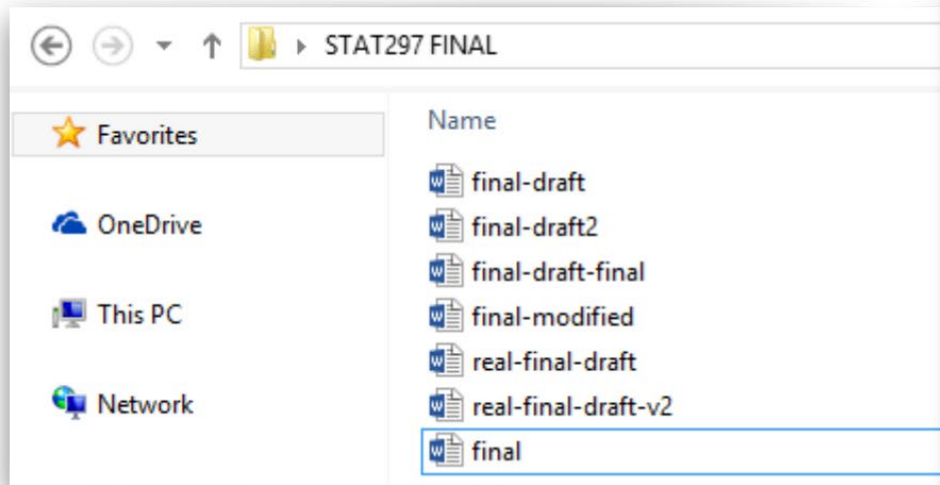 STAT297 FINAL
Favorites
OneDrive
This PC
Network
Name
final-draft
final-draft2
final-draft-final
final-modified
real-final-draft
real-final-draft-v2
final